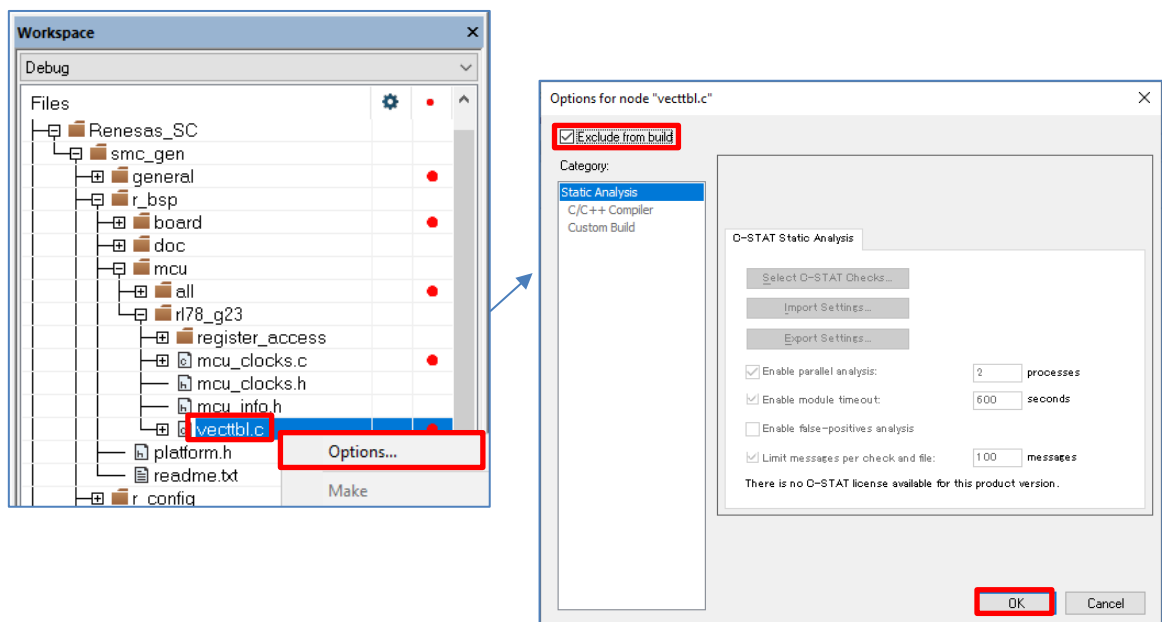 Workspace
Debug
Files
Renesas_SC
smc_gen
general
r_bsp
board
doc
mcu
all
rl78_g23
register_access
mcu_clocks.c
mcu_clocks.h
mcu_info.h
vecttbl.c
platform.h
Options...
readme.txt
Make
r_config
Options for node "vecttbl.c"
Exclude from build
Category:
Static Analysis
C/C++ Compiler
Custom Build
C-STAT Static Analysis
Select C-STAT Checks...
Import Settings...
Export Settings...
Enable parallel analysis: 2 processes
Enable module timeout: 600 seconds
Enable false-positives analysis
Limit messages per check and file: 100 messages
There is no C-STAT license available for this product version.
OK Cancel